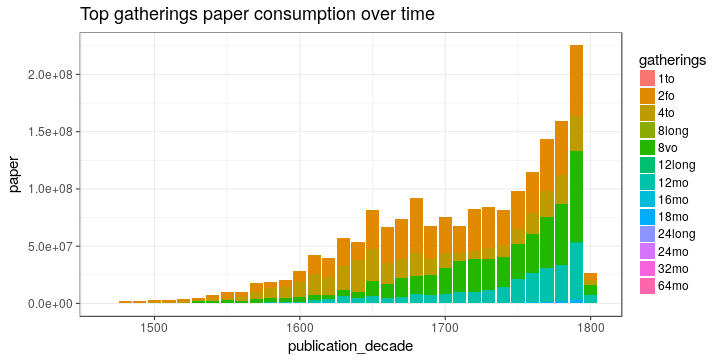 Top gatherings paper consumption over time
paper
2.0e+08
1.5e+08
1.0e+08
5.0e+07
0.0e+00
1500
1600
1700
1800
publication_decade
gatherings
1to
2fo
4to
8long
8vo
12long
12mo
16mo
18mo
24long
24mo
32mo
64mo